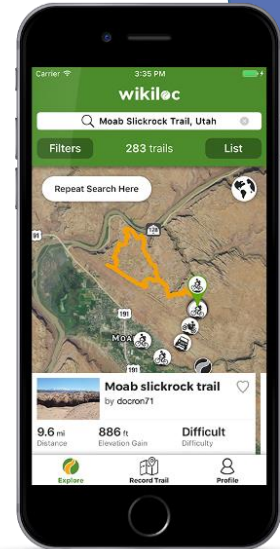 Carrier
3:35 PM
wikiloc
Moab Slickrock Trail, Utah
Filters
283 trails
List
Repeat Search Here
128
91
191
MOA
191
Moab slickrock trail
by docron71
9.6 mi
886 ft
Difficult
Distance
Elevation Gain
Difficulty
Explore
Record Trail
Profile